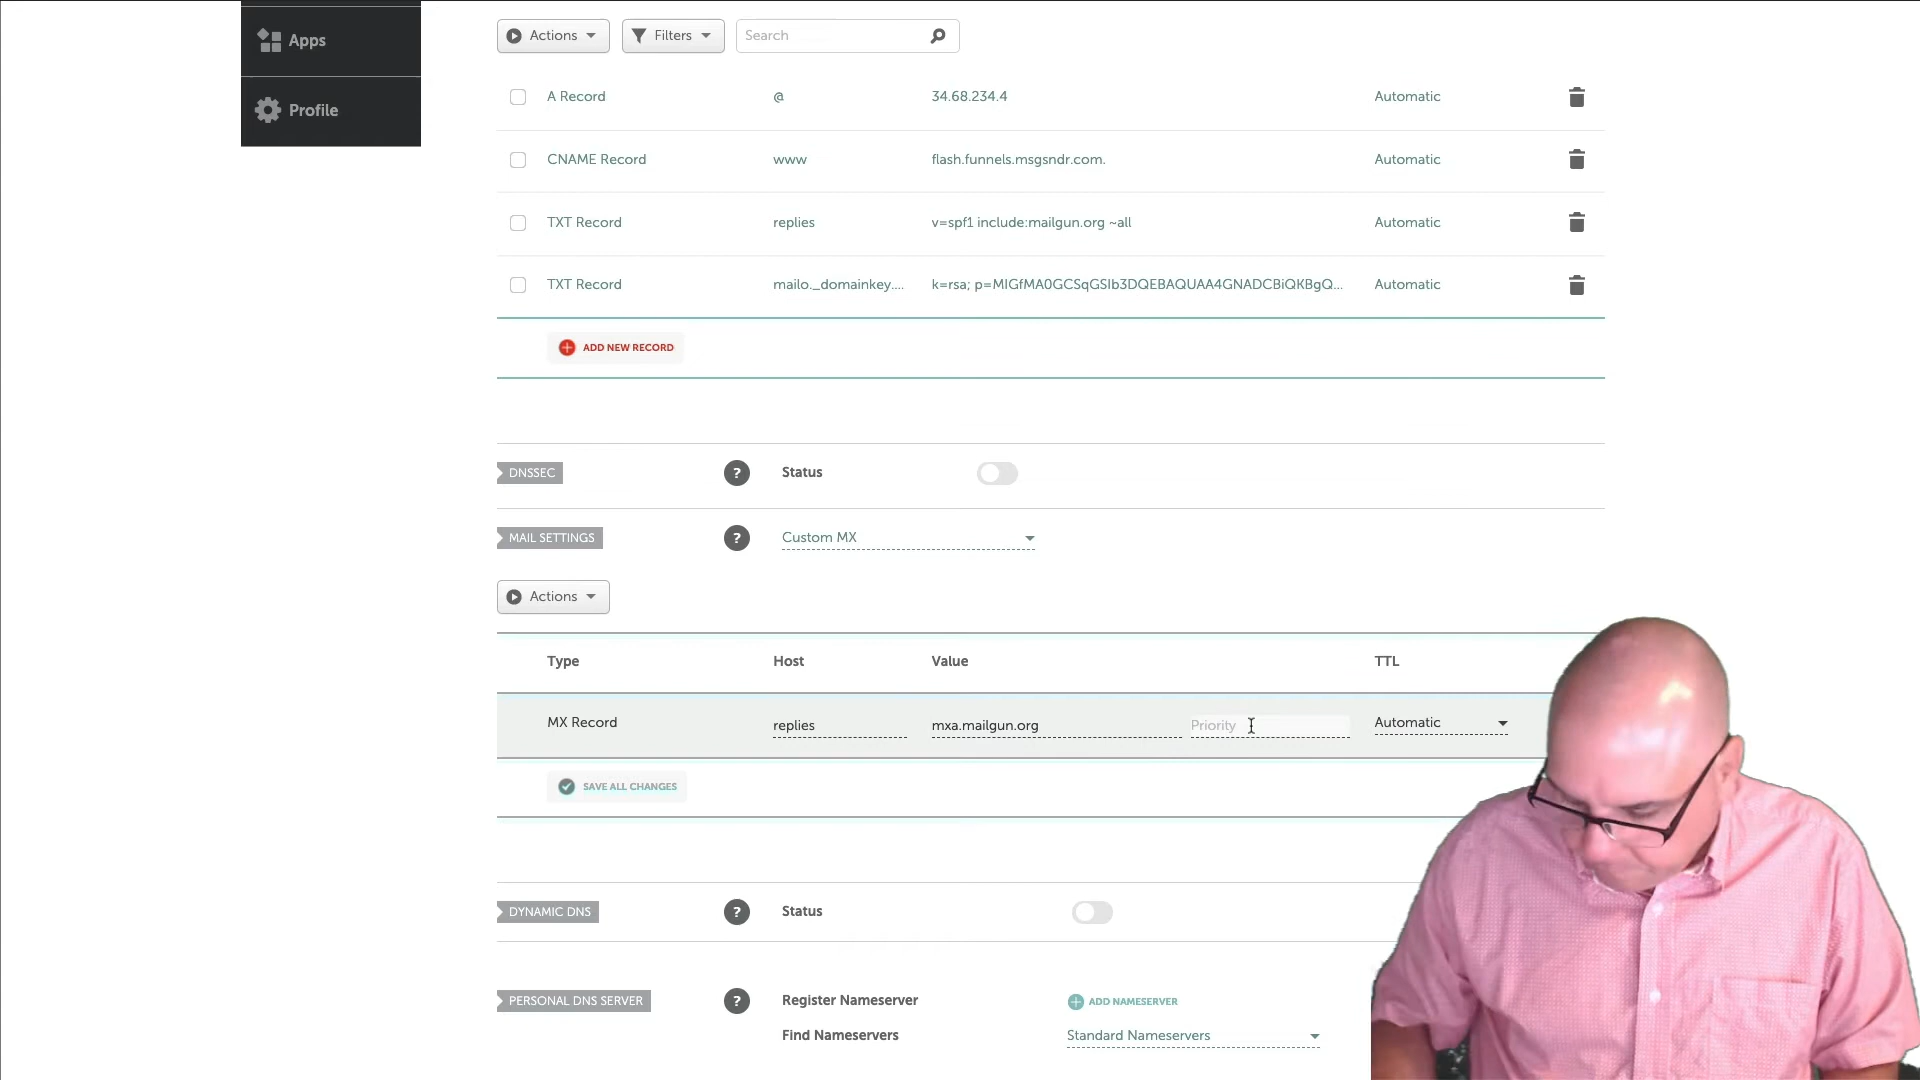 Apps
Profile
Actions Filters Search
A Record @ 34.68.234.4 Automatic
CNAME Record www flash.funnels.msgsndr.com. Automatic
TXT Record replies v=spf1 include:mailgun.org ~all Automatic
TXT Record mailo._domainkey.... k=rsa; p=MIGfMA0GCSqGSIb3DQEBAQUAA4GNADCBiQKBgQ... Automatic
ADD NEW RECORD
DNSSEC ? Status
MAIL SETTINGS ? Custom MX
Actions
Type Host Value TTL
MX Record replies mxa.mailgun.org Priority Automatic
SAVE ALL CHANGES
DYNAMIC DNS ? Status
PERSONAL DNS SERVER ? Register Nameserver ADD NAMESERVER
Find Nameservers Standard Nameservers